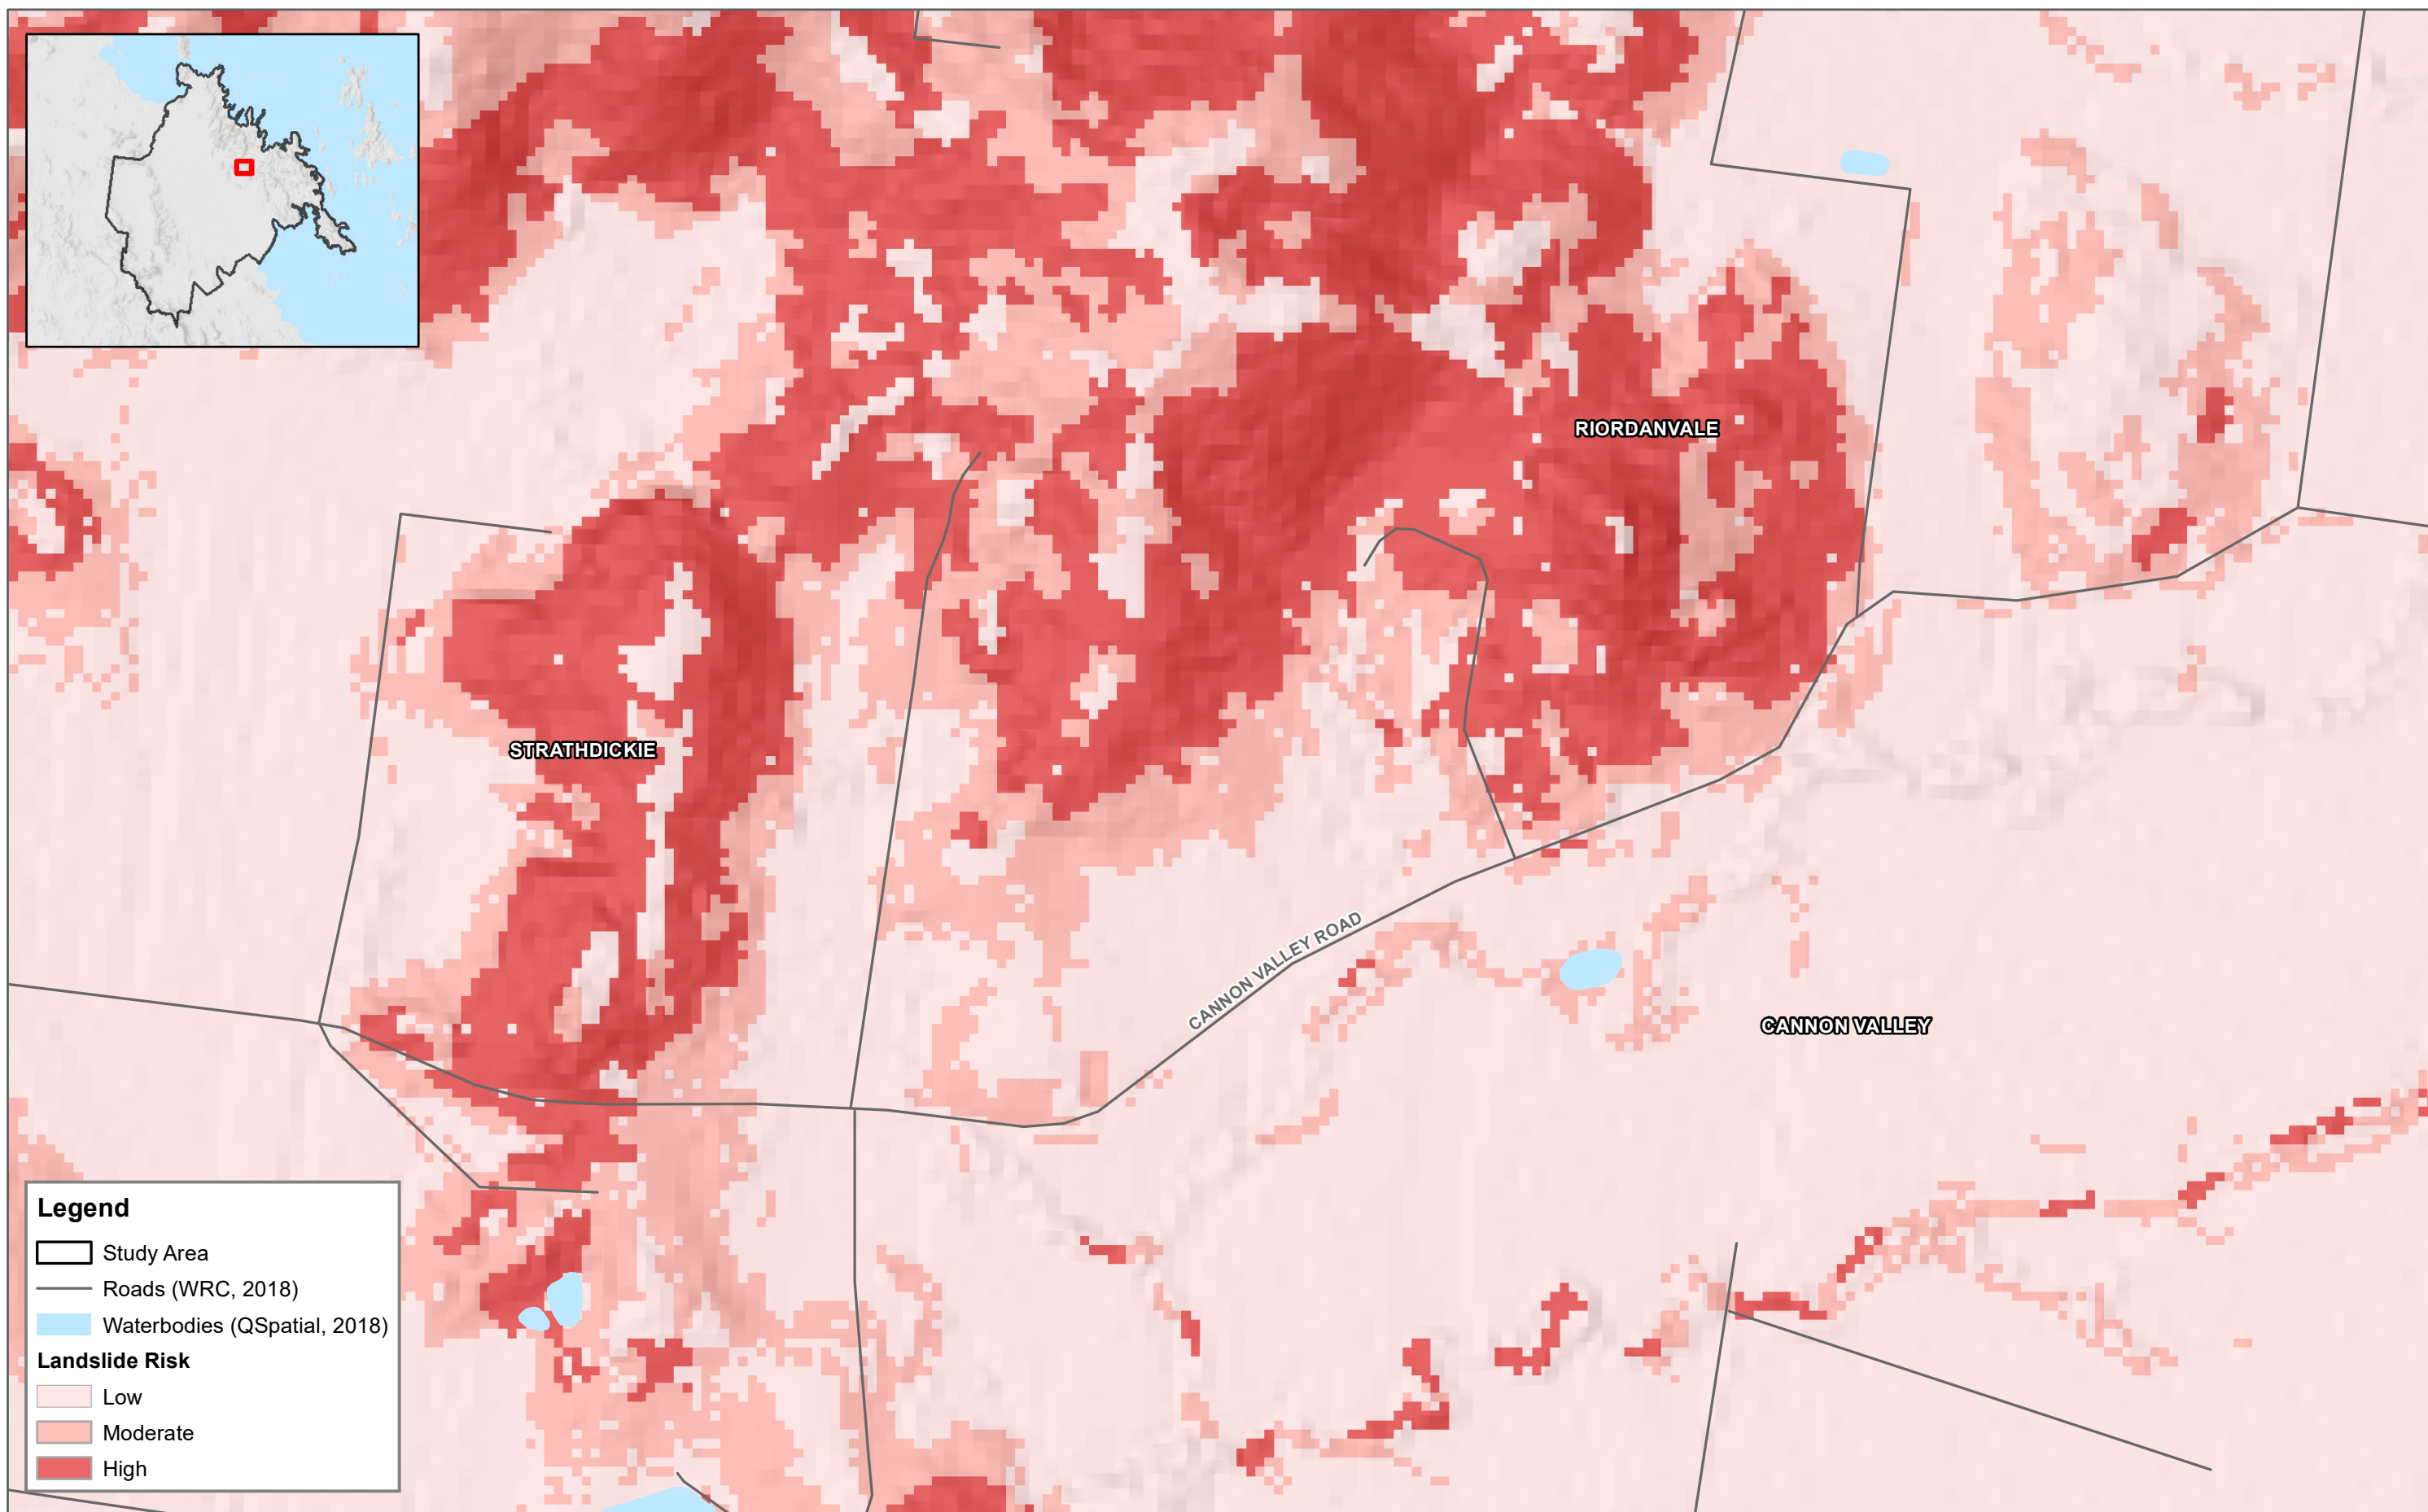 RIORDANVALE
STRATHDICKIE
CANNON VALLEY ROAD
CANNON VALLEY
Legend
Study Area
Roads (WRC, 2018)
Waterbodies (QSpatial, 2018)
Landslide Risk
Low
Moderate
High